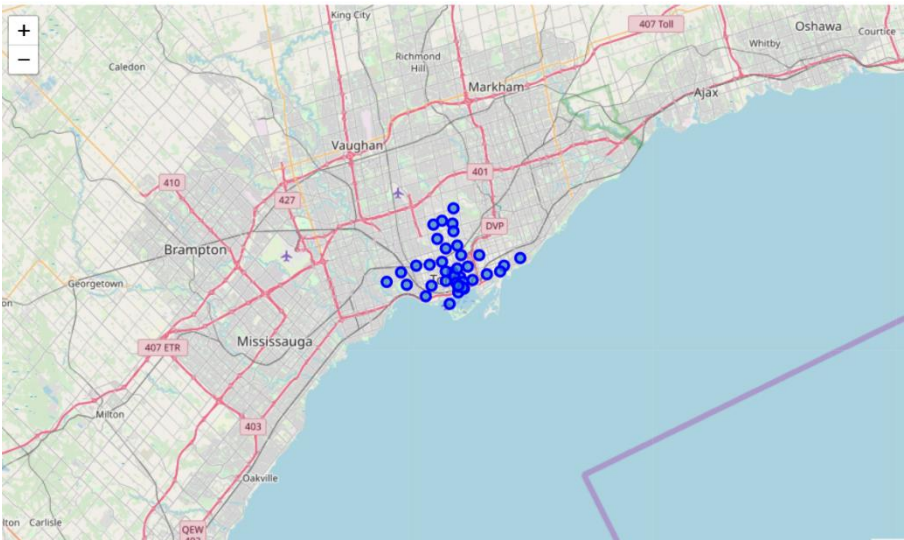 +
−
King City
407 Toll
Oshawa
Courtice
Whitby
Richmond
Hill
Caledon
Markham
Ajax
Vaughan
401
410
427
DVP
Brampton
Georgetown
407 ETR
Mississauga
Milton
403
Oakville
Carlisle
QEW